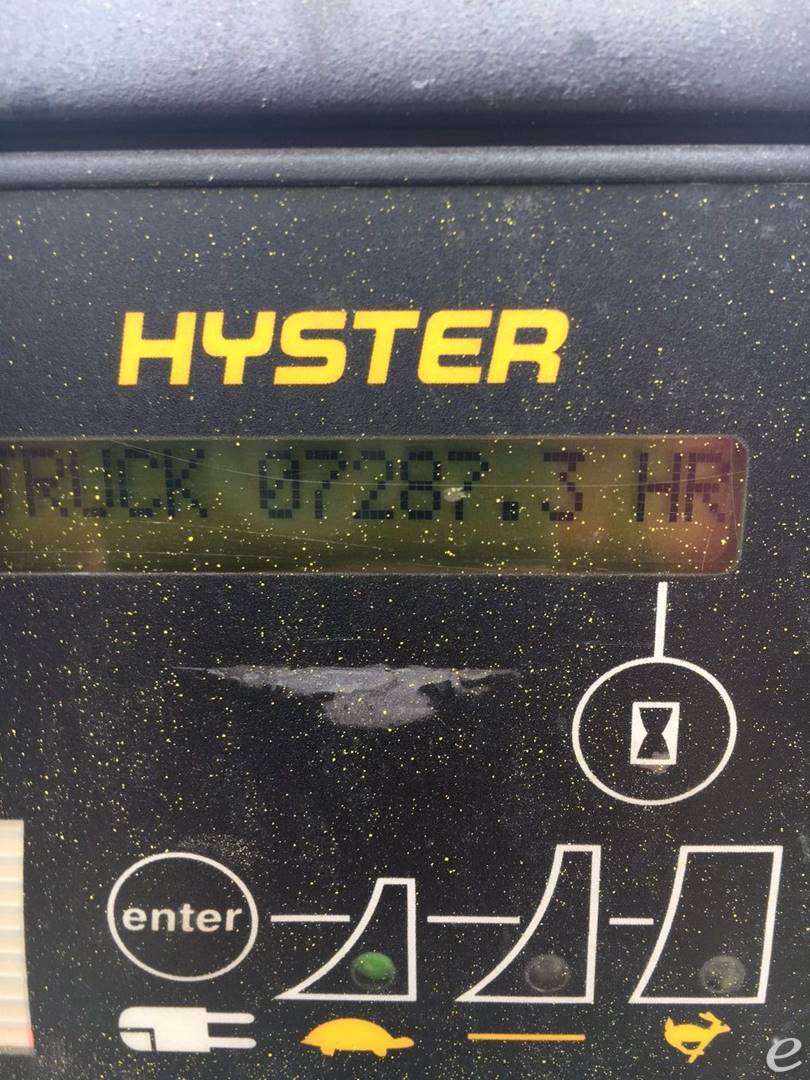 HYSTER
RUCK 07287.3 HR
enter
e